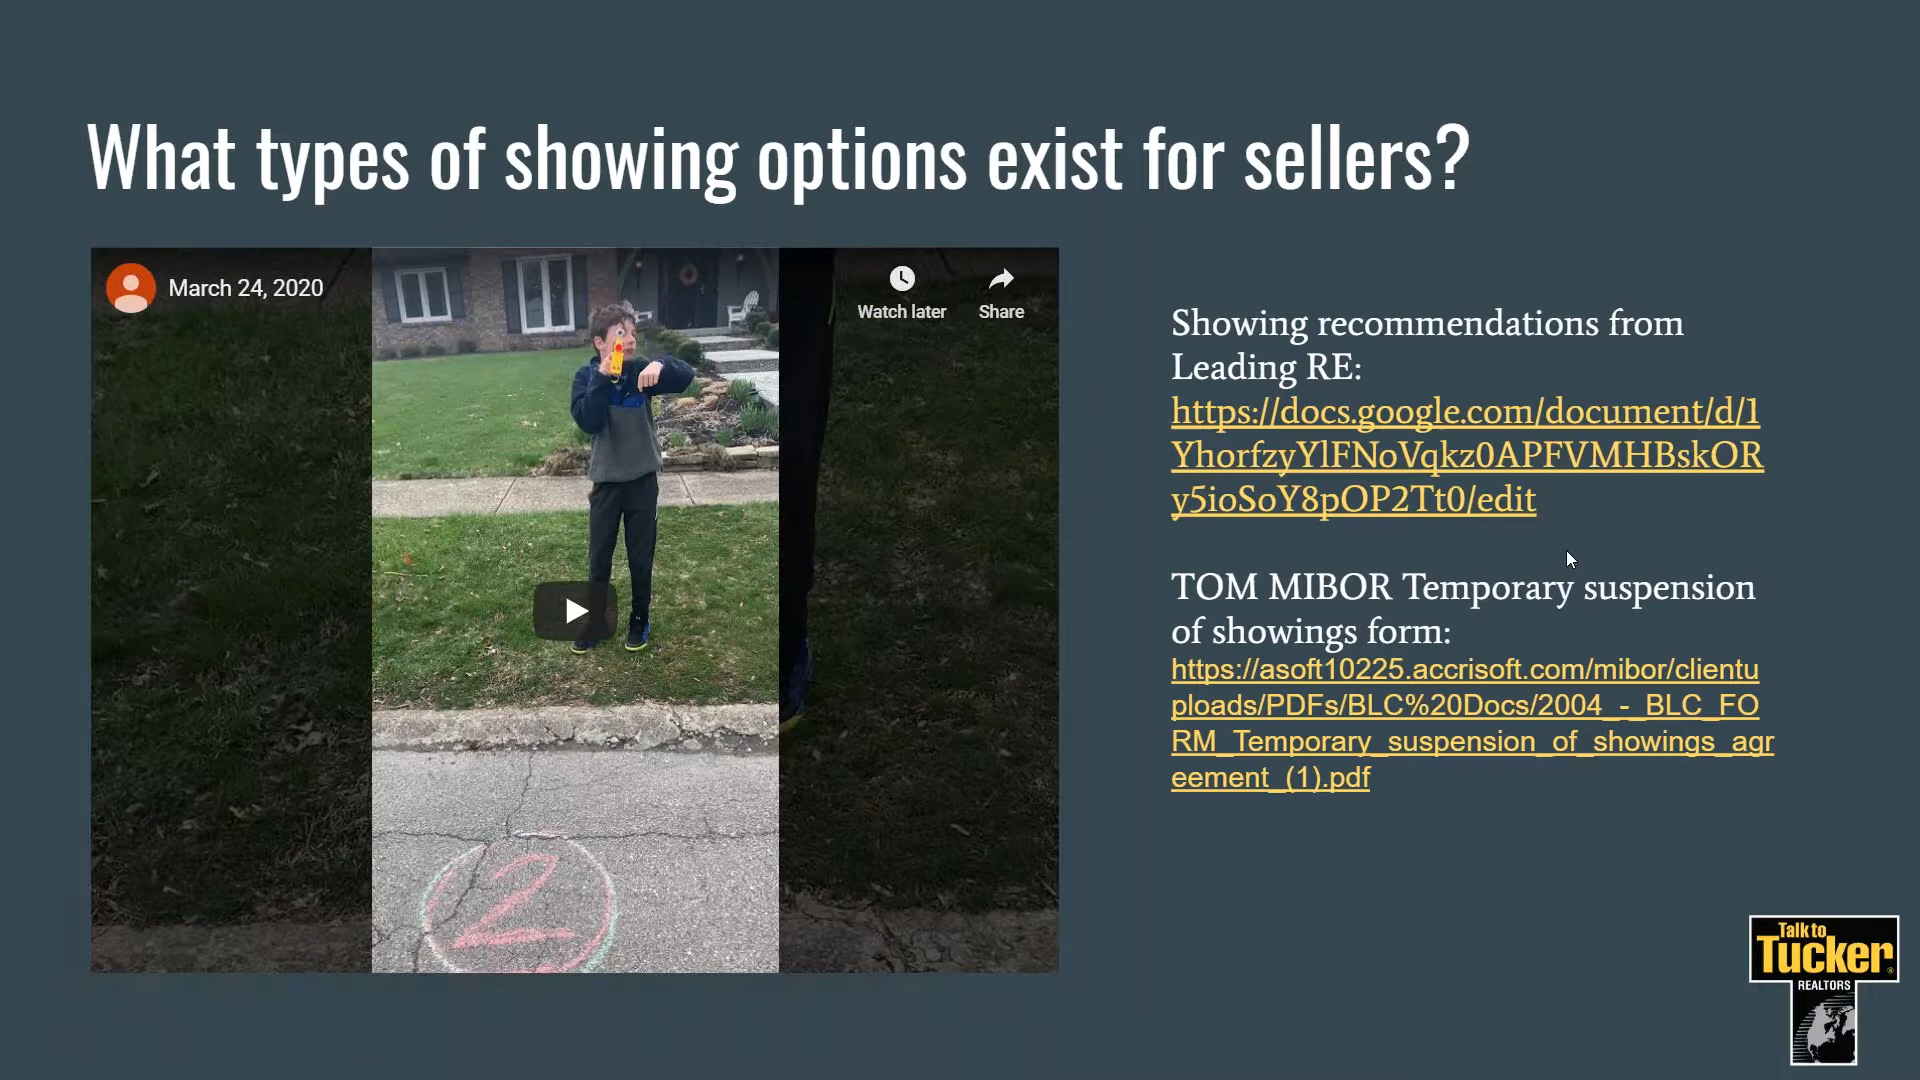 What types of showing options exist for sellers?
March 24, 2020
Watch later
Share
2
Showing recommendations from
Leading RE:
https://docs.google.com/document/d/1
YhorfzyYlFNoVqkz0APFVMHBskOR
y5ioSoY8pOP2Tt0/edit
TOM MIBOR Temporary suspension
of showings form:
https://asoft10225.accrisoft.com/mibor/clientu
ploads/PDFs/BLC%20Docs/2004_-_BLC_FO
RM_Temporary_suspension_of_showings_agr
eement_(1).pdf
Talk to
Tucker®
REALTORS